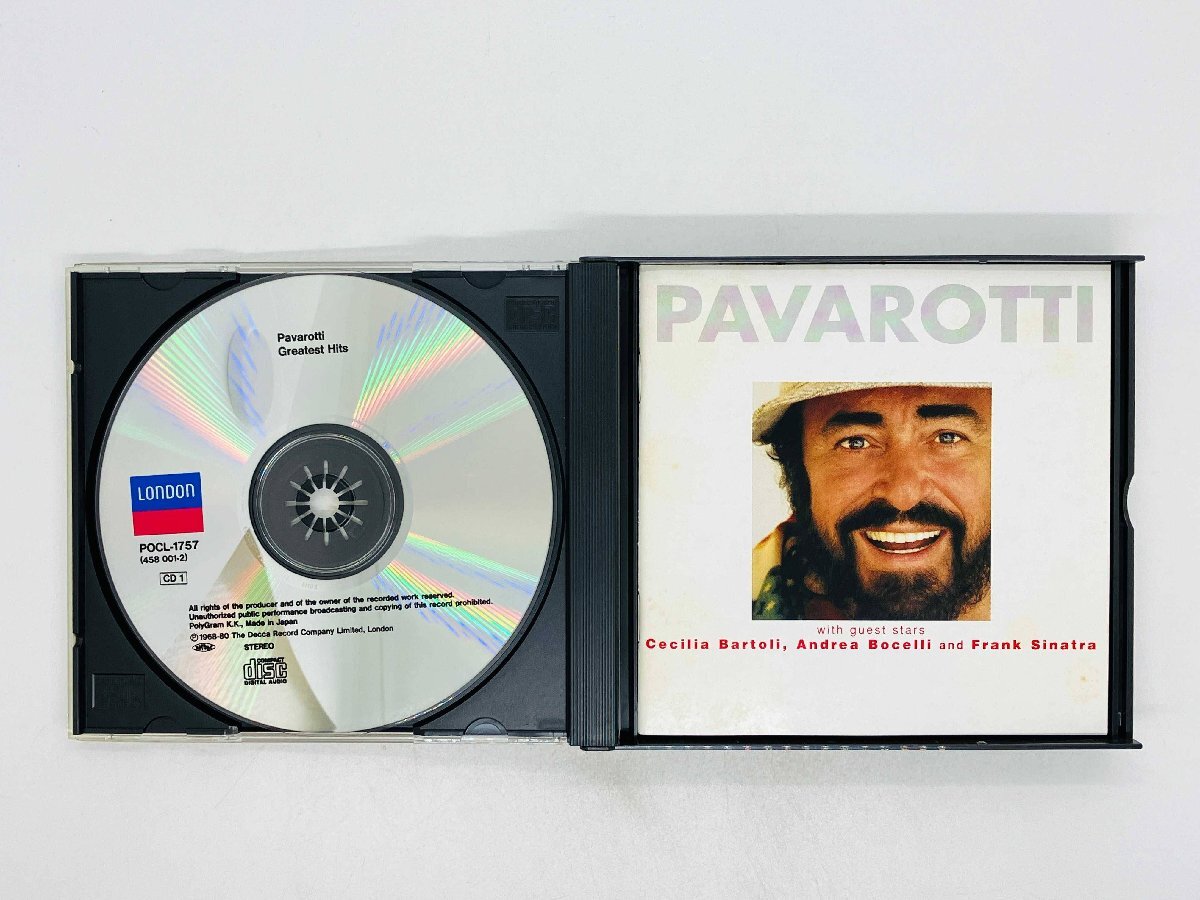 Pavarotti
Greatest Hits
LONDON
POCL-1757
(458 001-2)
CD 1
All rights of the producer and of the owner of the recorded work reserved.
Unauthorized public performance broadcasting and copying of this record prohibited.
PolyGram K.K., Made in Japan
℗1968-80 The Decca Record Company Limited, London
STEREO
COMPACT
disc
DIGITAL AUDIO
PAVAROTTI
with guest stars
Cecilia Bartoli, Andrea Bocelli and Frank Sinatra